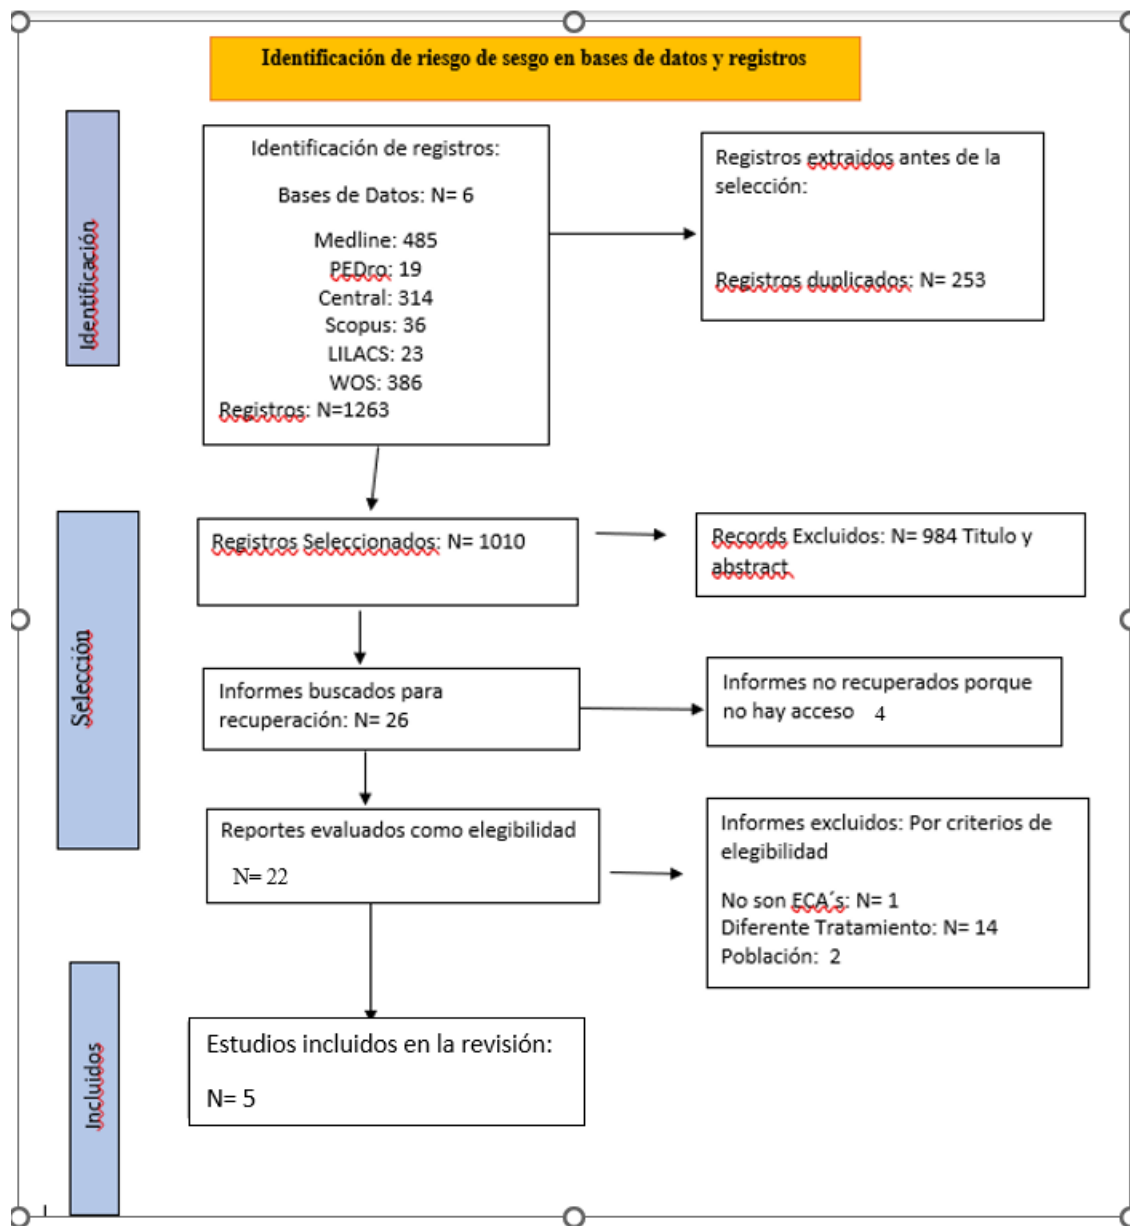 Identificación de riesgo de sesgo en bases de datos y registros
Identificación
Identificación de registros:
Bases de Datos: N= 6
Medline: 485
PEDro: 19
Central: 314
Scopus: 36
LILACS: 23
WOS: 386
Registros: N=1263
Registros extraidos antes de la
selección:
Registros duplicados: N= 253
Selección
Registros Seleccionados: N= 1010
Records Excluidos: N= 984 Titulo y
abstract
Informes buscados para
recuperación: N= 26
Informes no recuperados porque
no hay acceso 4
Reportes evaluados como elegibilidad
N= 22
Informes excluidos: Por criterios de
elegibilidad
No son ECA´s: N= 1
Diferente Tratamiento: N= 14
Población: 2
Incluidos
Estudios incluidos en la revisión:
N= 5